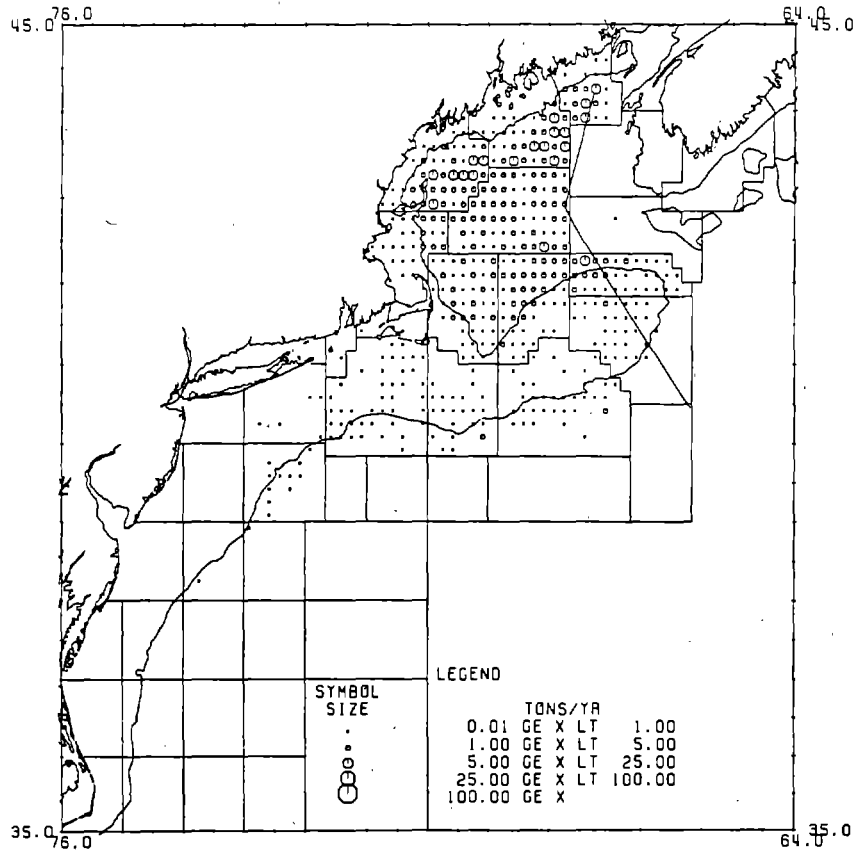 76.0 64.0
45.0 45.0
LEGEND
SYMBOL
SIZE
TONS/YR
0.01 GE X LT 1.00
1.00 GE X LT 5.00
5.00 GE X LT 25.00
25.00 GE X LT 100.00
100.00 GE X
35.0 35.0
76.0 64.0